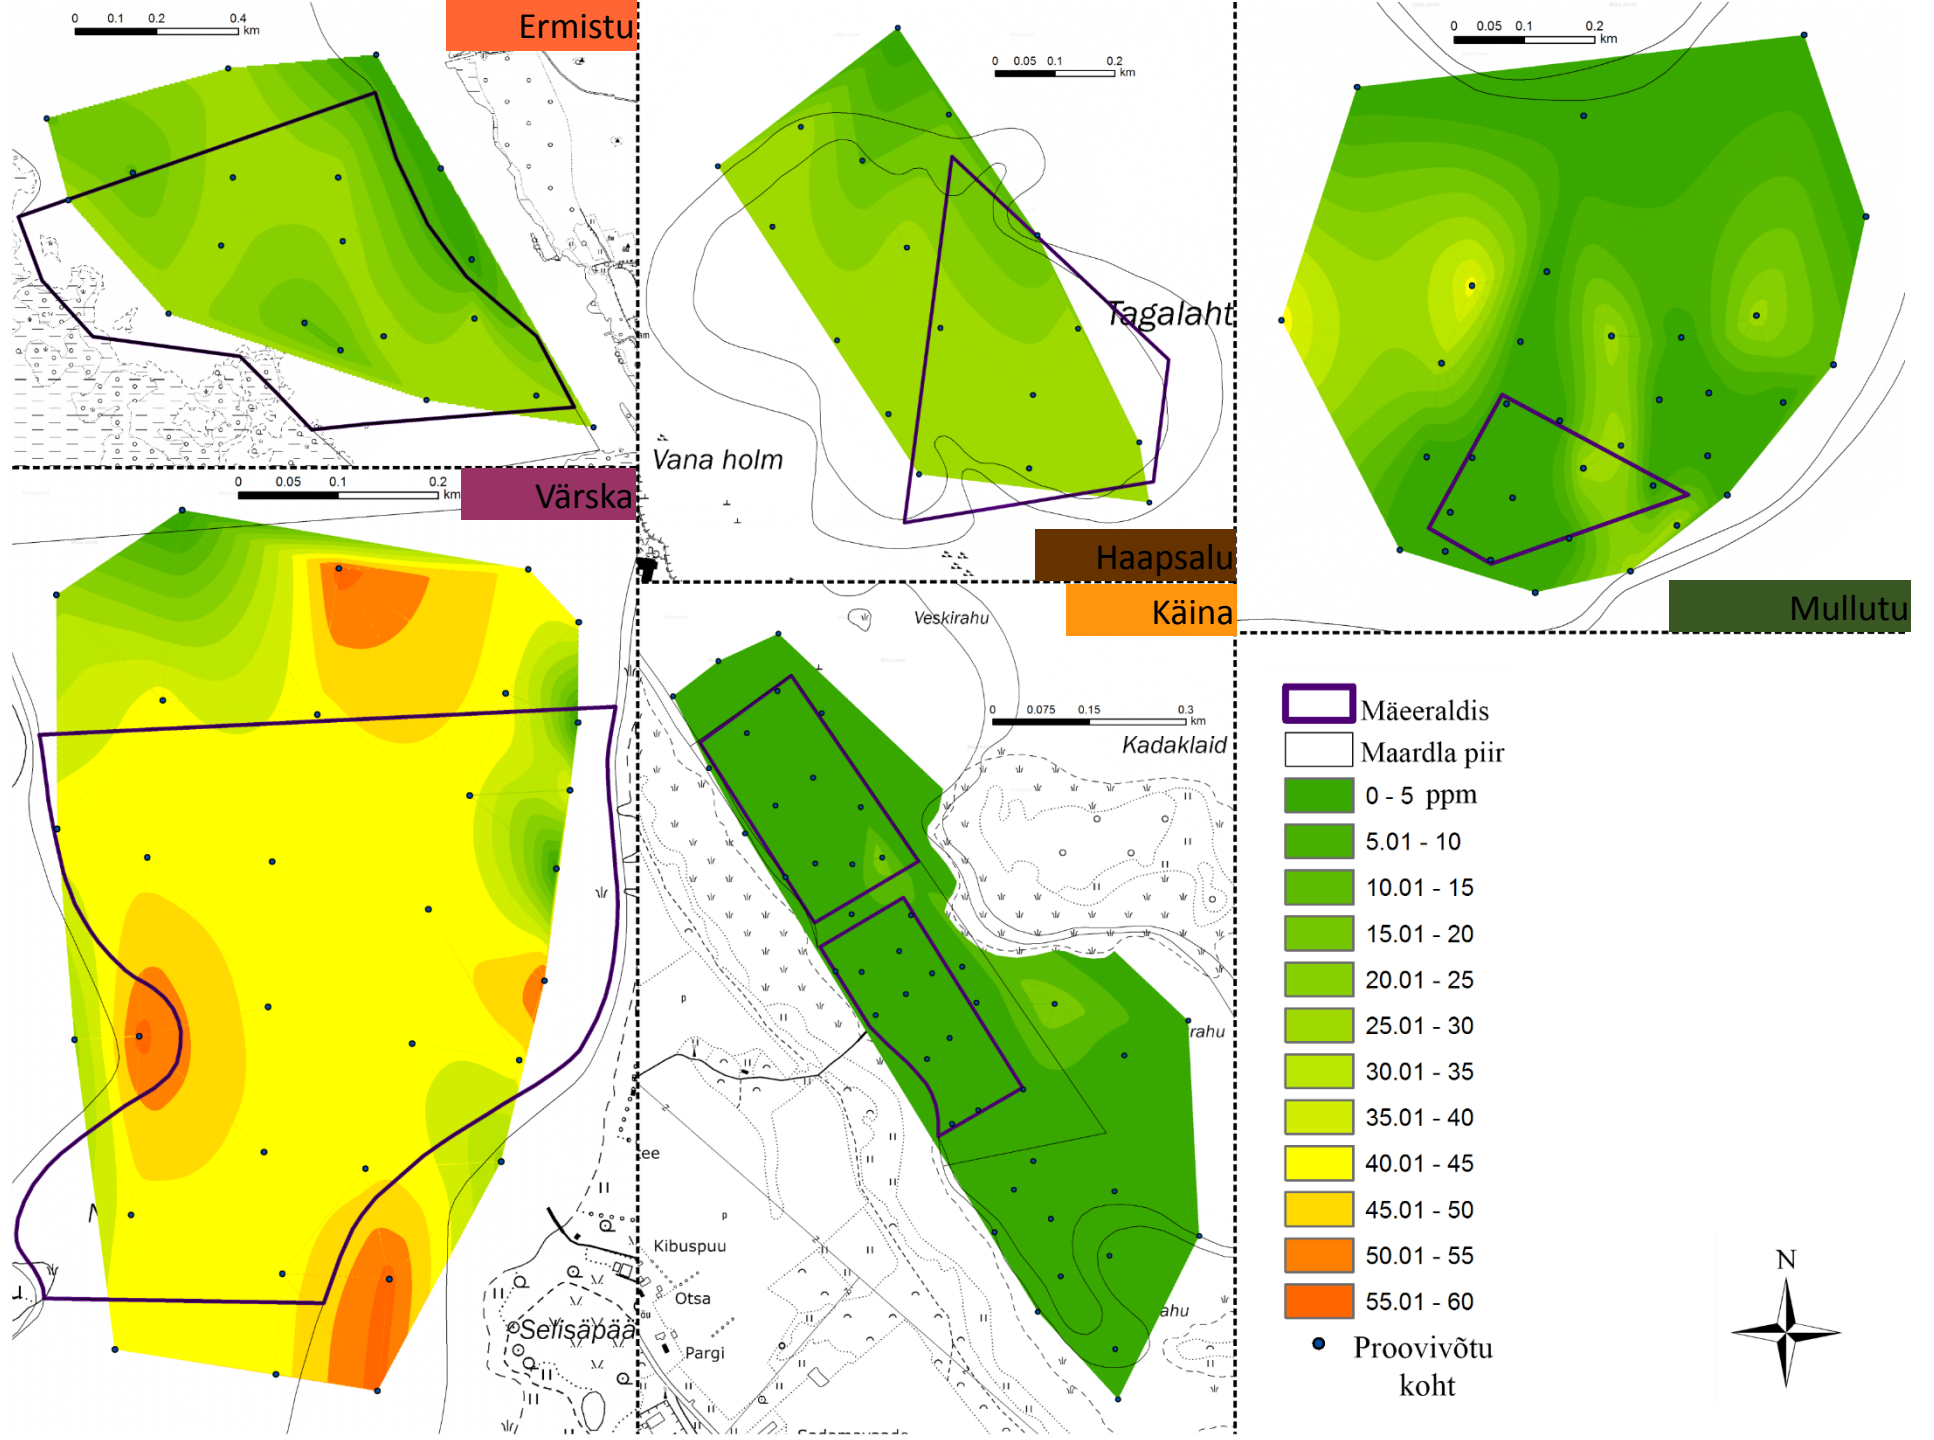 0 0.1 0.2 0.4
km
Ermistu
0 0.05 0.1 0.2
km
Tagalaht
Vana holm
Haapsalu
0 0.05 0.1 0.2
km
Mullutu
0 0.05 0.1 0.2
km
Värska
Selisäpää
Käina
Veskirahu
0 0.075 0.15 0.3
km
Kadaklaid
rahu
ee
p
p
2
2
Kibuspuu
Otsa
õu
Pargi
ahu
Mäeeraldis
Maardla piir
0 - 5 ppm
5.01 - 10
10.01 - 15
15.01 - 20
20.01 - 25
25.01 - 30
30.01 - 35
35.01 - 40
40.01 - 45
45.01 - 50
50.01 - 55
55.01 - 60
Proovivõtu
koht
N